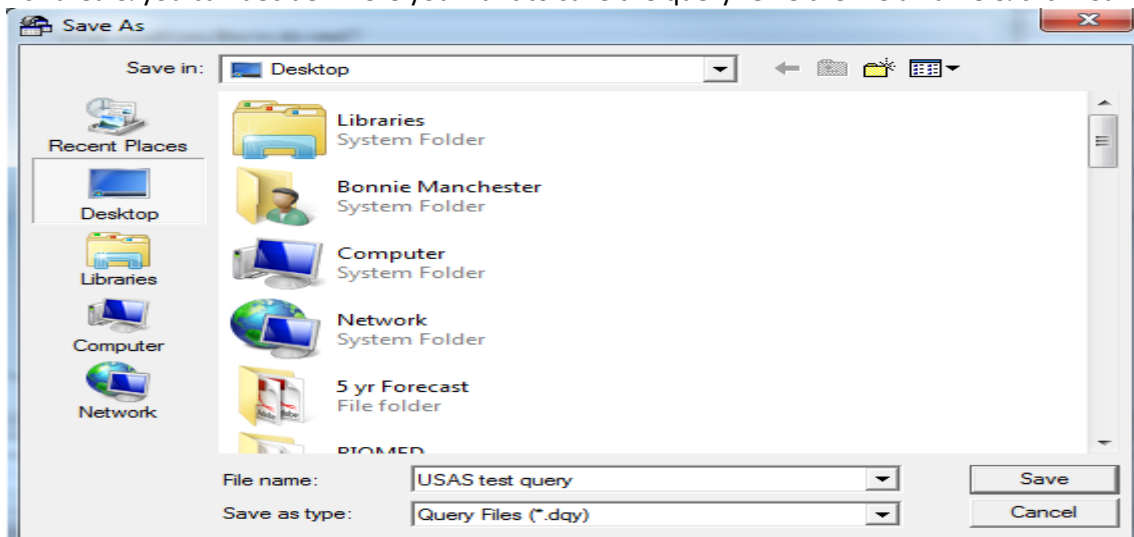 Save As
Save in:
Desktop
Recent Places
Desktop
Libraries
Computer
Network
Libraries
System Folder
Bonnie Manchester
System Folder
Computer
System Folder
Network
System Folder
5 yr Forecast
File folder
BIOMED
File name:
USAS test query
Save
Save as type:
Query Files (*.dqy)
Cancel